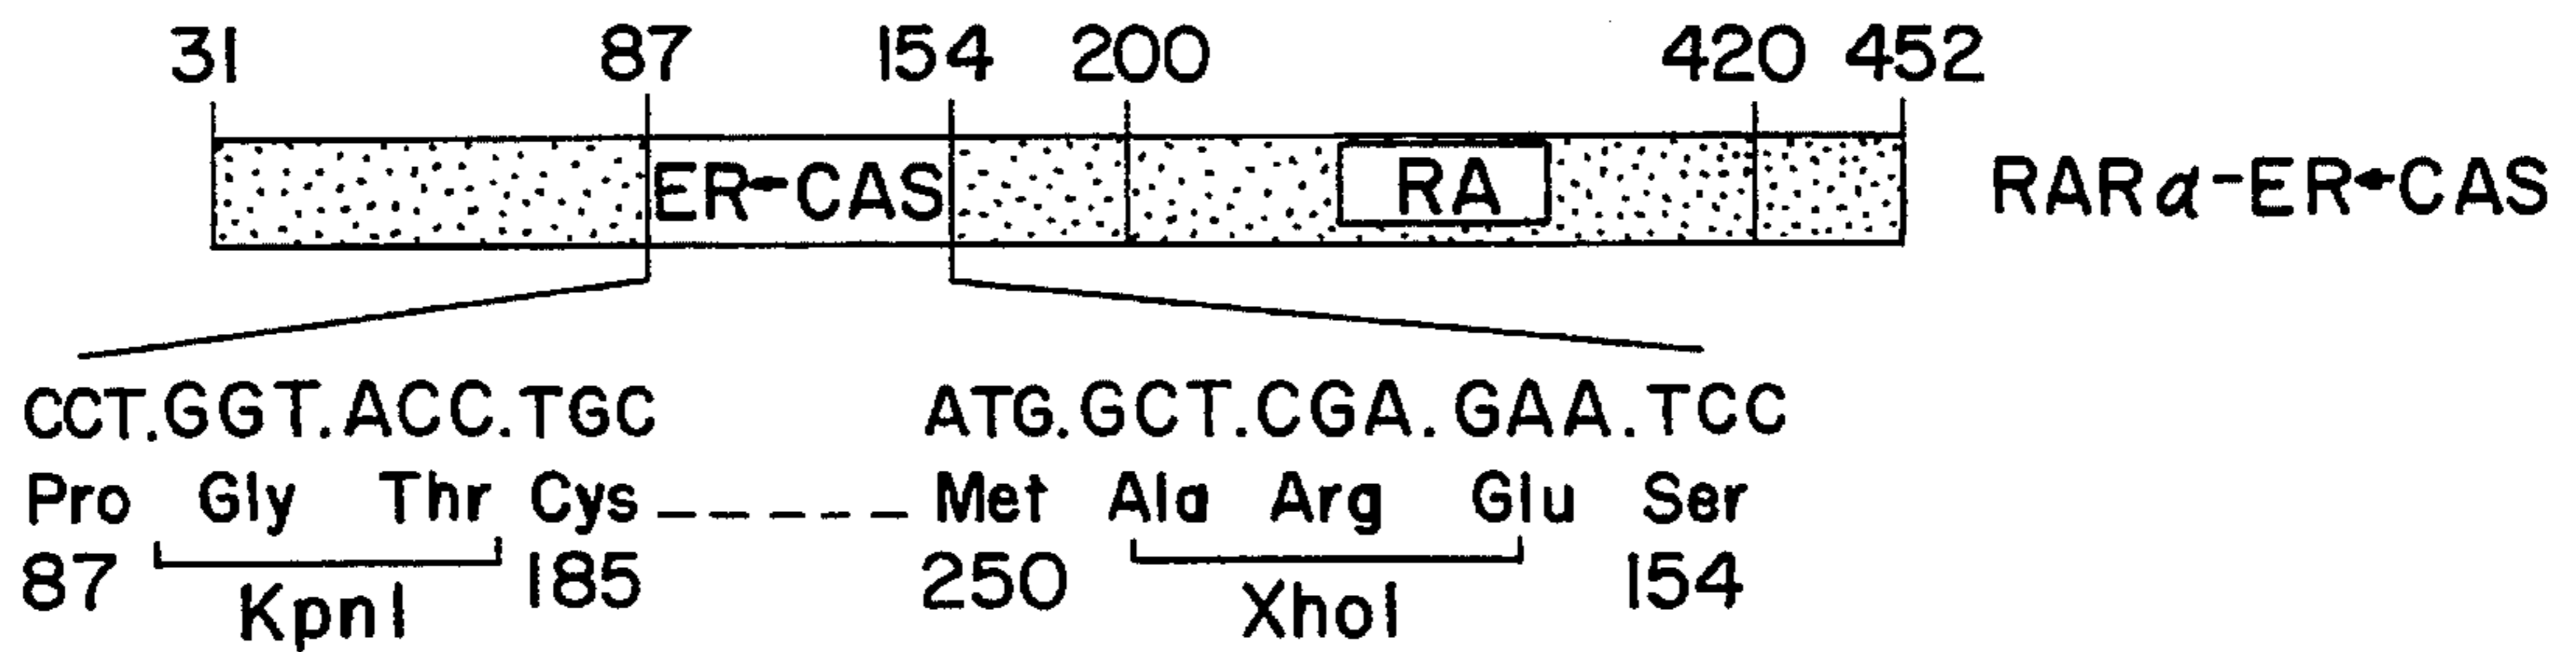 31 87 154 200 420 452
ER←CAS RA RARα-ER←CAS
CCT.GGT.ACC.TGC ATG.GCT.CGA.GAA.TCC
Pro Gly Thr Cys ----- Met Ala Arg Glu Ser
87 185 250 154
KpnI XhoI